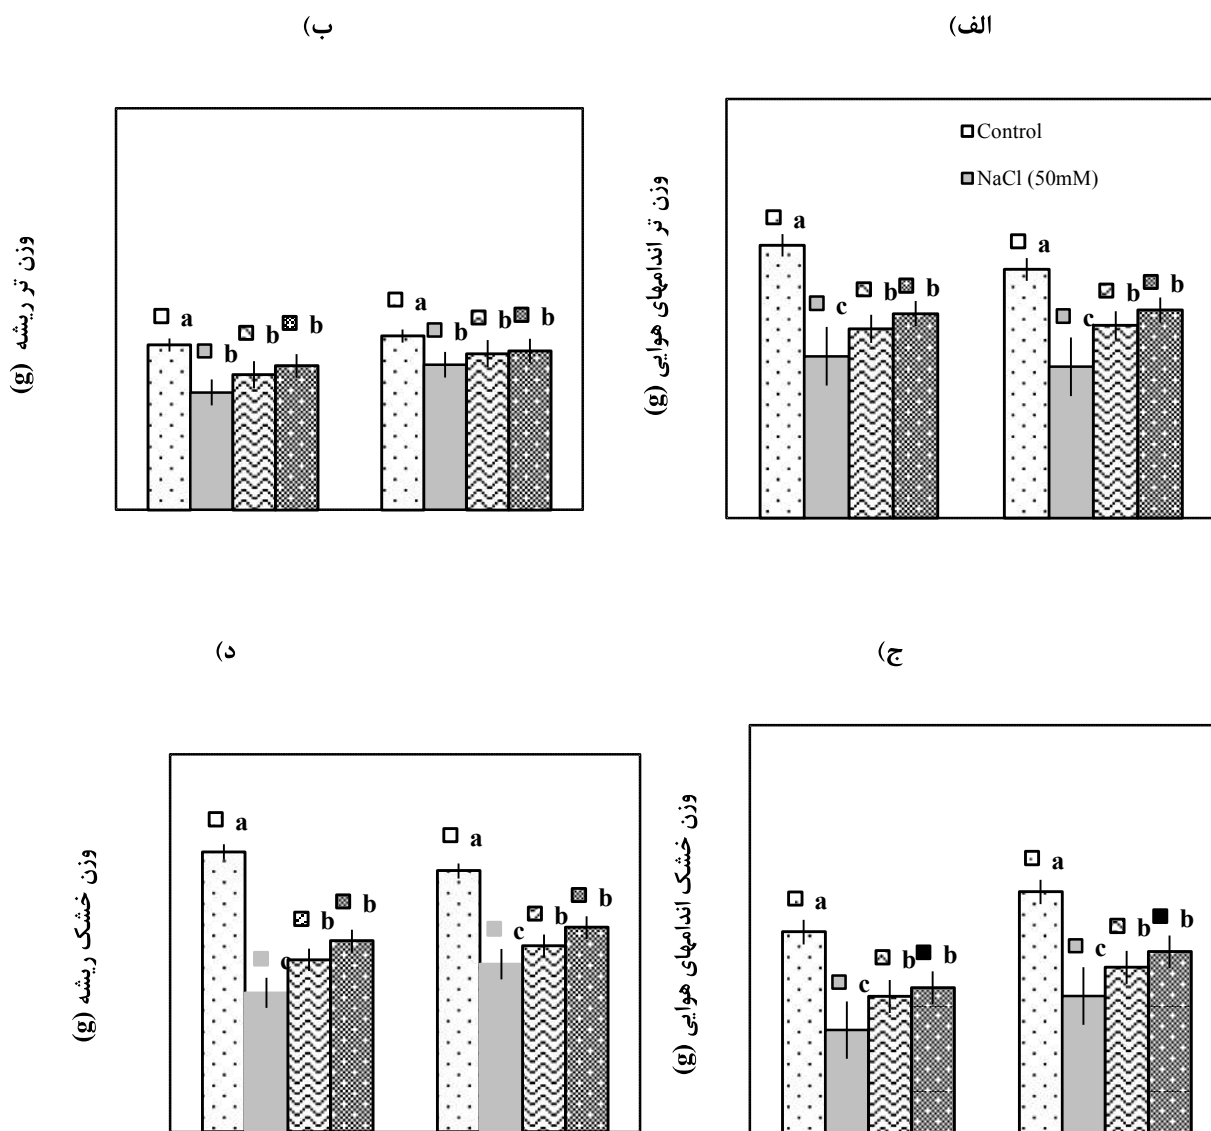 الف)
ب)
Control
NaCl (50mM)
وزن تر اندامهای هوایی (g)
a
c
b
b
a
c
b
b
وزن تر ریشه (g)
a
b
b
b
a
b
b
b
ج)
د)
وزن خشک اندامهای هوایی (g)
a
c
b
b
a
c
b
b
وزن خشک ریشه (g)
a
c
b
b
a
c
b
b